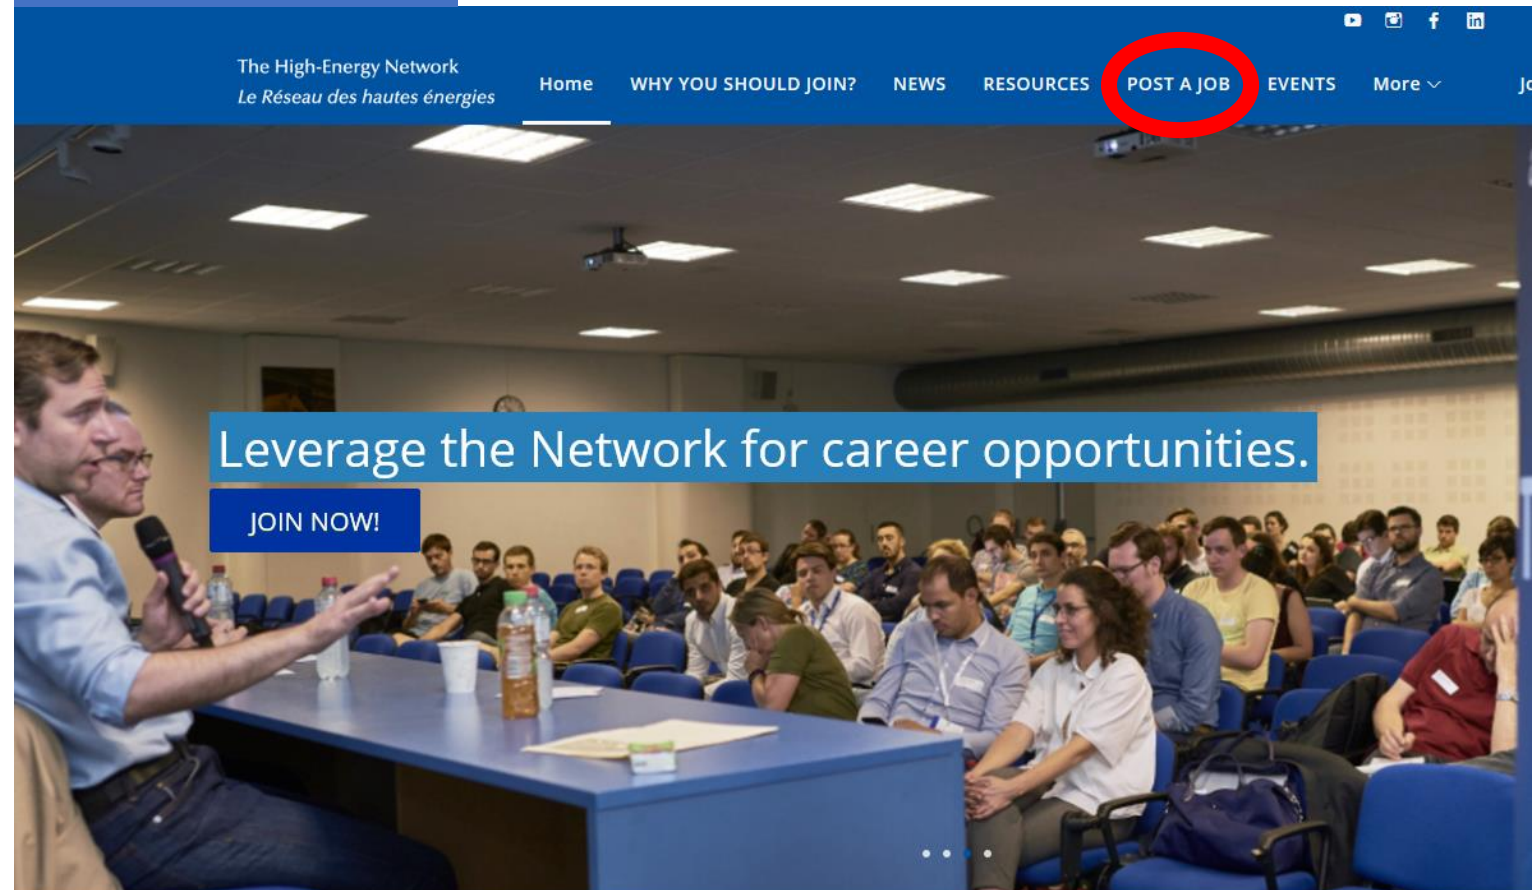 The High-Energy Network
Le Réseau des hautes énergies
Home WHY YOU SHOULD JOIN? NEWS RESOURCES POST A JOB EVENTS More
Leverage the Network for career opportunities.
JOIN NOW!